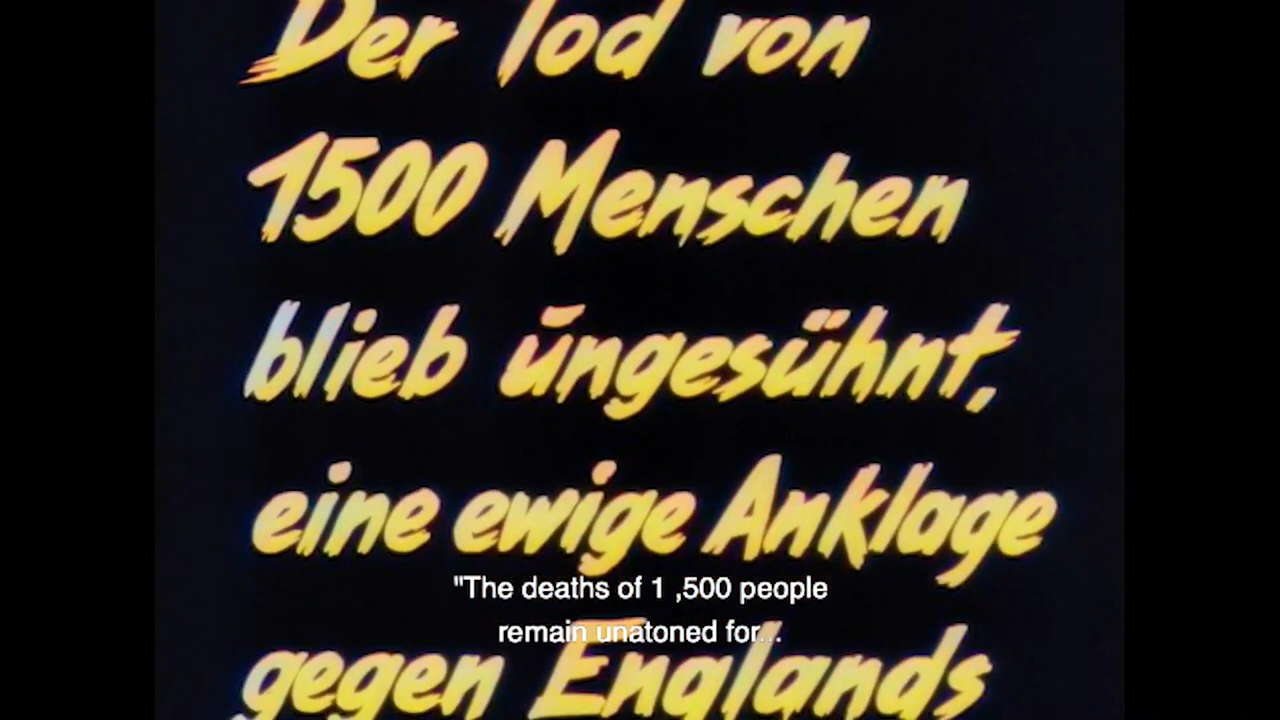 Der Tod von
1500 Menschen
blieb ūngesühnt,
eine ewige Anklage
"The deaths of 1 ,500 people
remain unatoned for...
gegen Englands